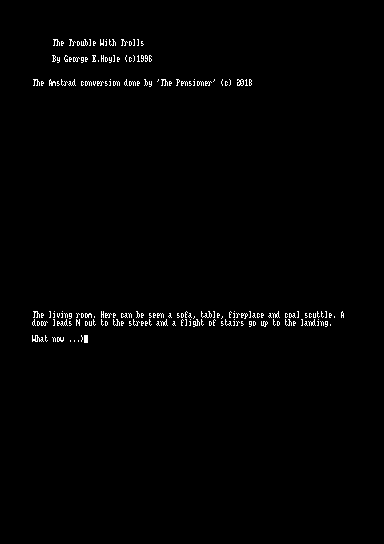 The Trouble With Trolls
By George E.Hoyle (c)1996
The Amstrad conversion done by 'The Pensioner' (c) 2018
The living room. Here can be seen a sofa, table, fireplace and coal scuttle. A
door leads N out to the street and a flight of stairs go up to the landing.
What now ...>